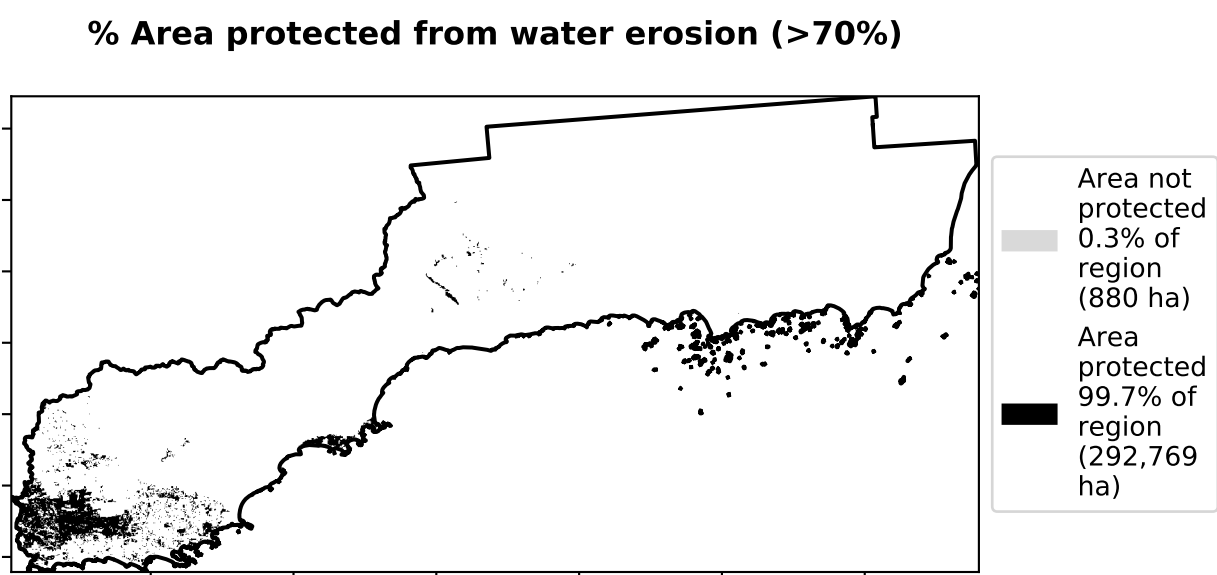 % Area protected from water erosion (>70%)
Area not
protected
0.3% of
region
(880 ha)
Area
protected
99.7% of
region
(292,769
ha)